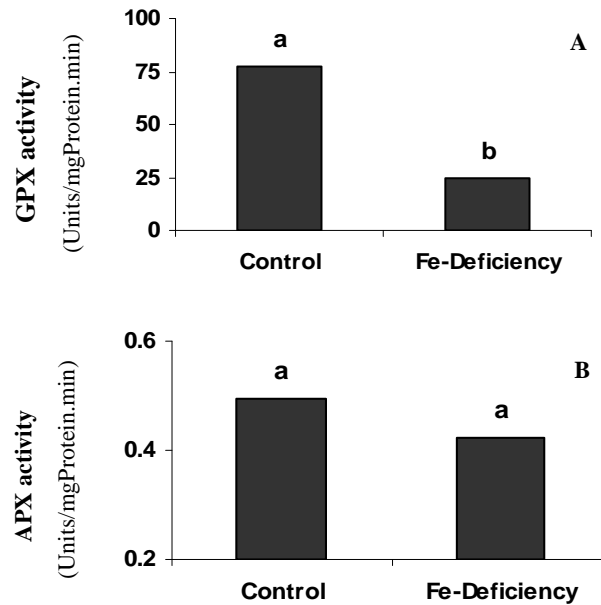 GPX activity
(Units/mgProtein.min)
100
75
50
25
0
a
b
A
Control Fe-Deficiency
APX activity
(Units/mgProtein.min)
0.6
0.4
0.2
a
a
B
Control Fe-Deficiency